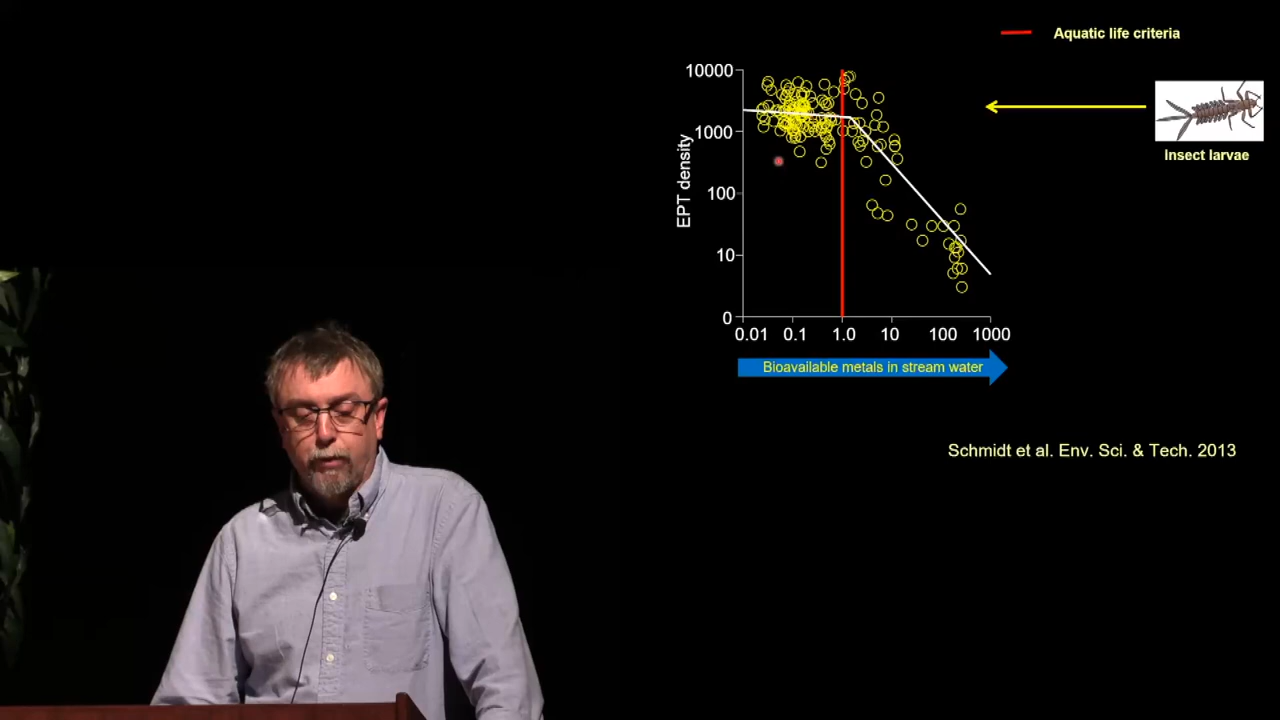 Aquatic life criteria
10000
1000
100
10
0
EPT density
0.01 0.1 1.0 10 100 1000
Bioavailable metals in stream water
Insect larvae
Schmidt et al. Env. Sci. & Tech. 2013